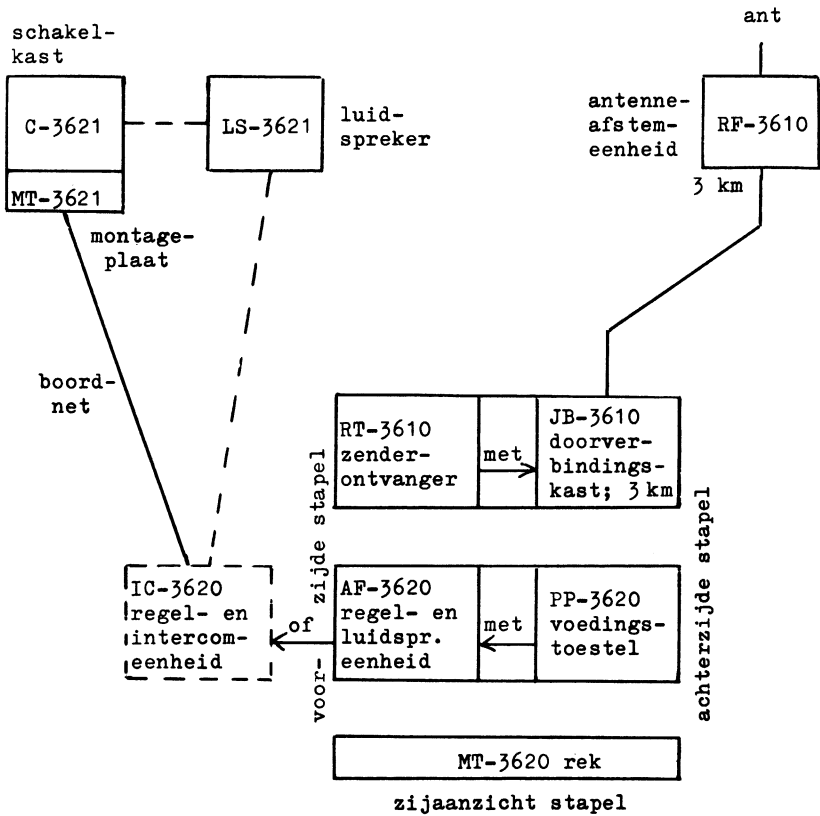 schakel-
kast
C-3621
MT-3621
montage-
plaat
LS-3621
luid-
spreker
ant
antenne-
afstem-
eenheid
RF-3610
3 km
boord-
net
RT-3610
zender-
ontvanger
met
JB-3610
doorver-
bindings-
kast; 3 km
IC-3620
regel- en
intercom-
eenheid
of
AF-3620
regel- en
luidspr.
eenheid
met
PP-3620
voedings-
toestel
voor- zijde stapel
achterzijde stapel
MT-3620 rek
zijaanzicht stapel